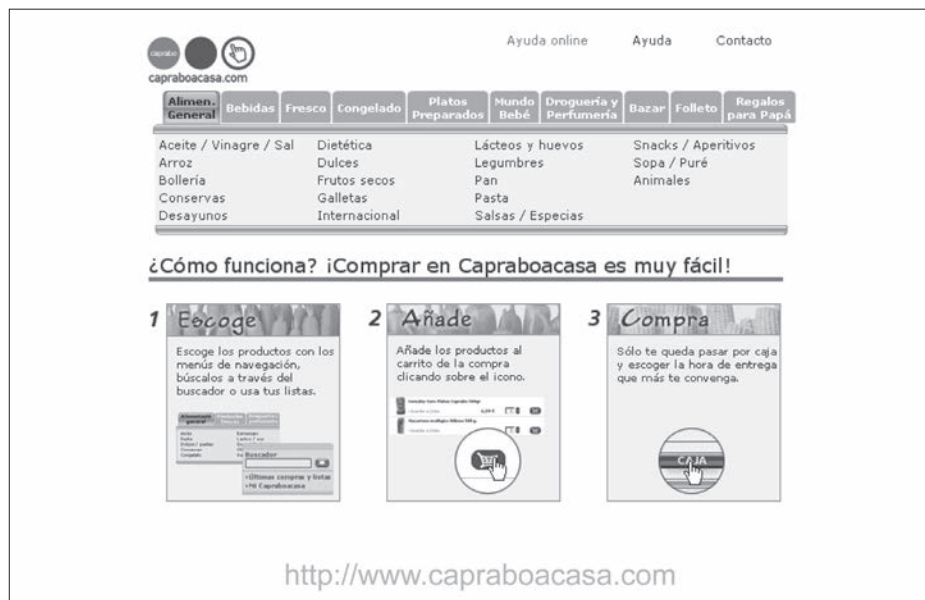 Ayuda online Ayuda Contacto
caprabo
capraboacasa.com
Alimen. General Bebidas Fresco Congelado Platos Preparados Mundo Bebé Droguería y Perfumería Bazar Folleto Regalos para Papá
Aceite / Vinagre / Sal Dietética Lácteos y huevos Snacks / Aperitivos
Arroz Dulces Legumbres Sopa / Puré
Bollería Frutos secos Pan Animales
Conservas Galletas Pasta
Desayunos Internacional Salsas / Especias
¿Cómo funciona? ¡Comprar en Capraboacasa es muy fácil!
1 Escoge
Escoge los productos con los
menús de navegación,
búscalos a través del
buscador o usa tus listas.
Buscador
›Últimas compras y listas
›Mi Capraboacasa
2 Añade
Añade los productos al
carrito de la compra
clicando sobre el icono.
3 Compra
Sólo te queda pasar por caja
y escoger la hora de entrega
que más te convenga.
CAJA
http://www.capraboacasa.com